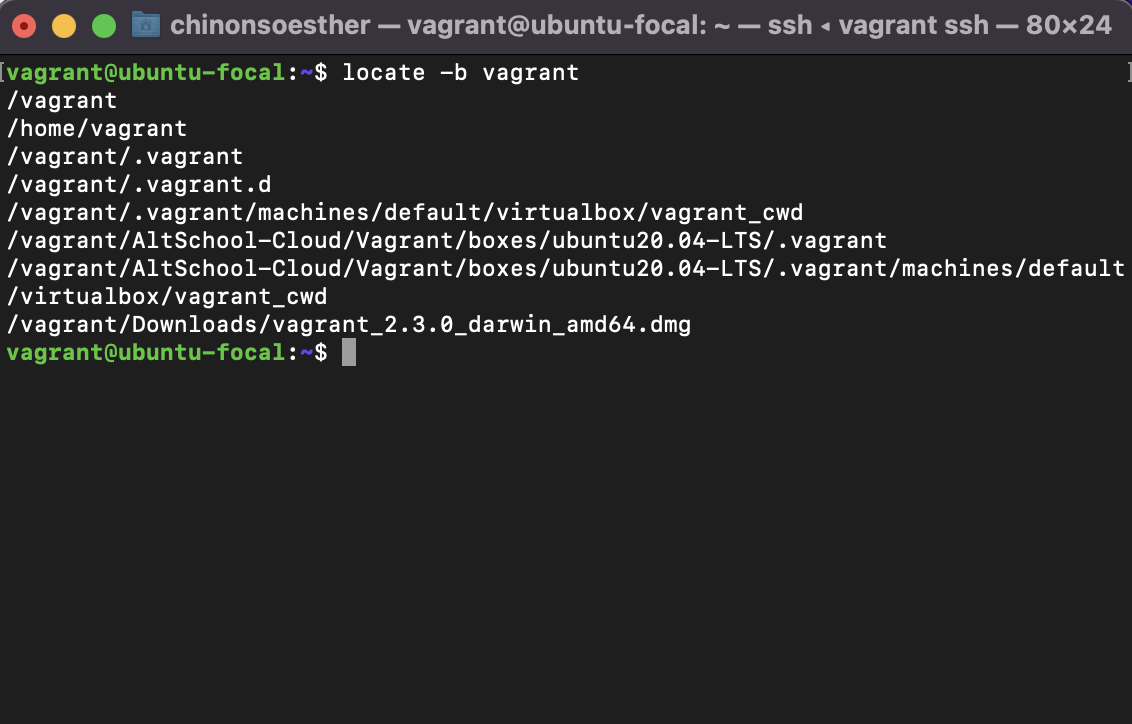 chinonsoesther — vagrant@ubuntu-focal: ~ — ssh ◂ vagrant ssh — 80×24
[vagrant@ubuntu-focal:~$ locate -b vagrant ]
/vagrant
/home/vagrant
/vagrant/.vagrant
/vagrant/.vagrant.d
/vagrant/.vagrant/machines/default/virtualbox/vagrant_cwd
/vagrant/AltSchool-Cloud/Vagrant/boxes/ubuntu20.04-LTS/.vagrant
/vagrant/AltSchool-Cloud/Vagrant/boxes/ubuntu20.04-LTS/.vagrant/machines/default
/virtualbox/vagrant_cwd
/vagrant/Downloads/vagrant_2.3.0_darwin_amd64.dmg
vagrant@ubuntu-focal:~$